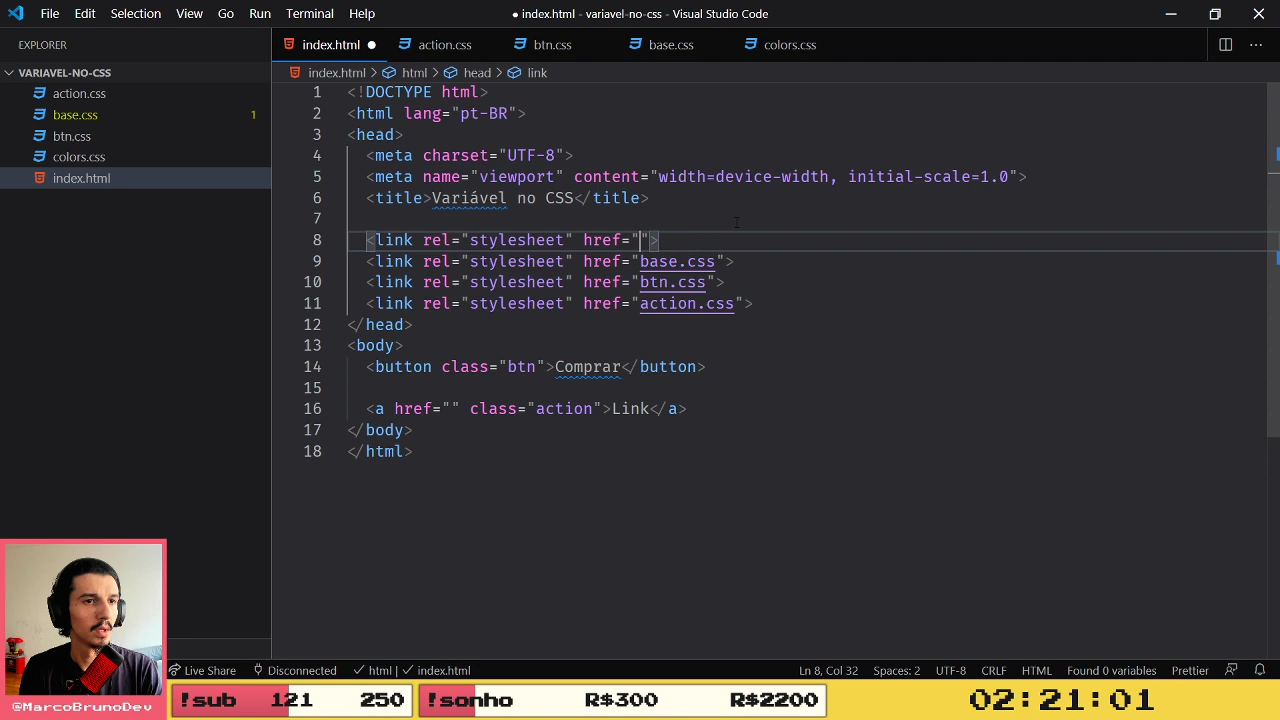 File Edit Selection View Go Run Terminal Help ● index.html - variavel-no-css - Visual Studio Code
EXPLORER
index.html action.css btn.css base.css colors.css
VARIAVEL-NO-CSS
index.html > html > head > link
action.css
base.css 1
btn.css
colors.css
index.html
1 <!DOCTYPE html>
2 <html lang="pt-BR">
3 <head>
4 <meta charset="UTF-8">
5 <meta name="viewport" content="width=device-width, initial-scale=1.0">
6 <title>Variável no CSS</title>
7
8 <link rel="stylesheet" href="">
9 <link rel="stylesheet" href="base.css">
10 <link rel="stylesheet" href="btn.css">
11 <link rel="stylesheet" href="action.css">
12 </head>
13 <body>
14 <button class="btn">Comprar</button>
15
16 <a href="" class="action">Link</a>
17 </body>
18 </html>
Live Share Disconnected html | index.html Ln 8, Col 32 Spaces: 2 UTF-8 CRLF HTML Found 0 variables Prettier
@MarcoBrunoDev
!sub 121 250 !sonho R$300 R$2200 02:21:01